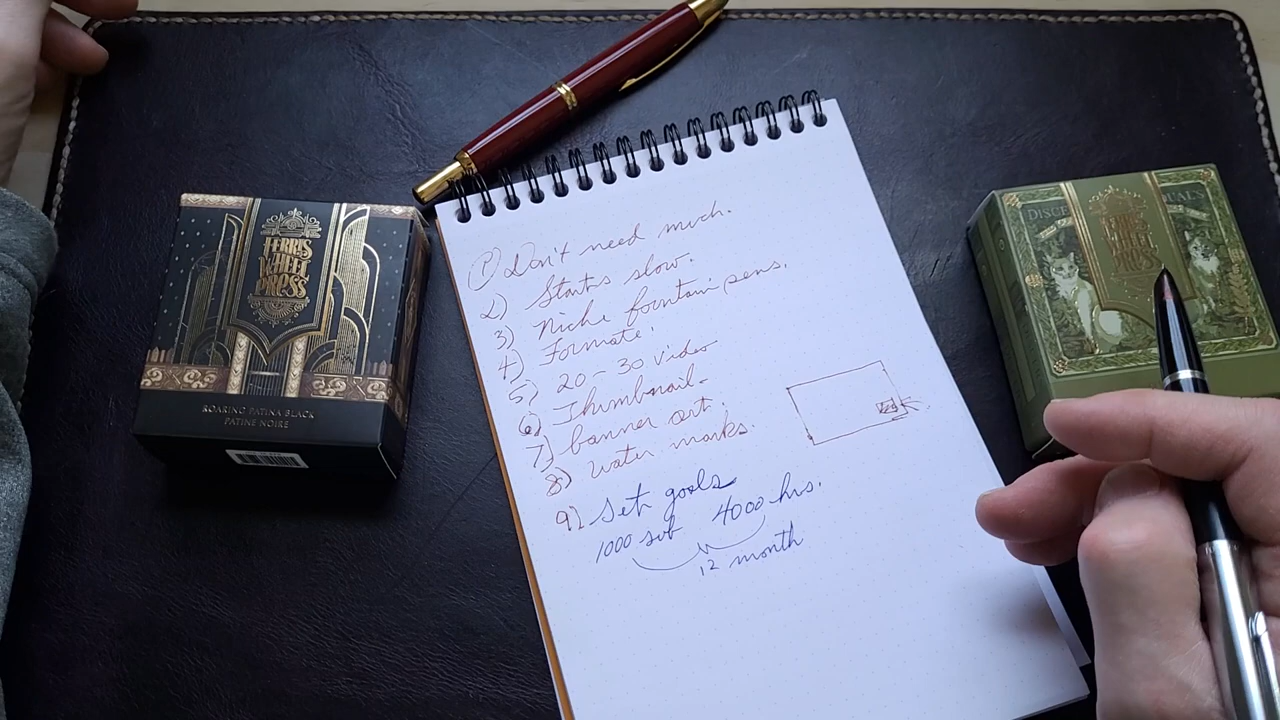 FERRIS
WHEEL
PRESS
ROARING PATINA BLACK
PATINE NOIRE
1) Don't need much.
2) Starts slow.
3) Niche fountain pens.
4) Formate.
5) 20-30 video
6) Thumbnail.
7) banner art.
8) water marks.
9) Set goals
1000 sub 4000 hrs.
12 month
FERRIS
WHEEL
PRESS